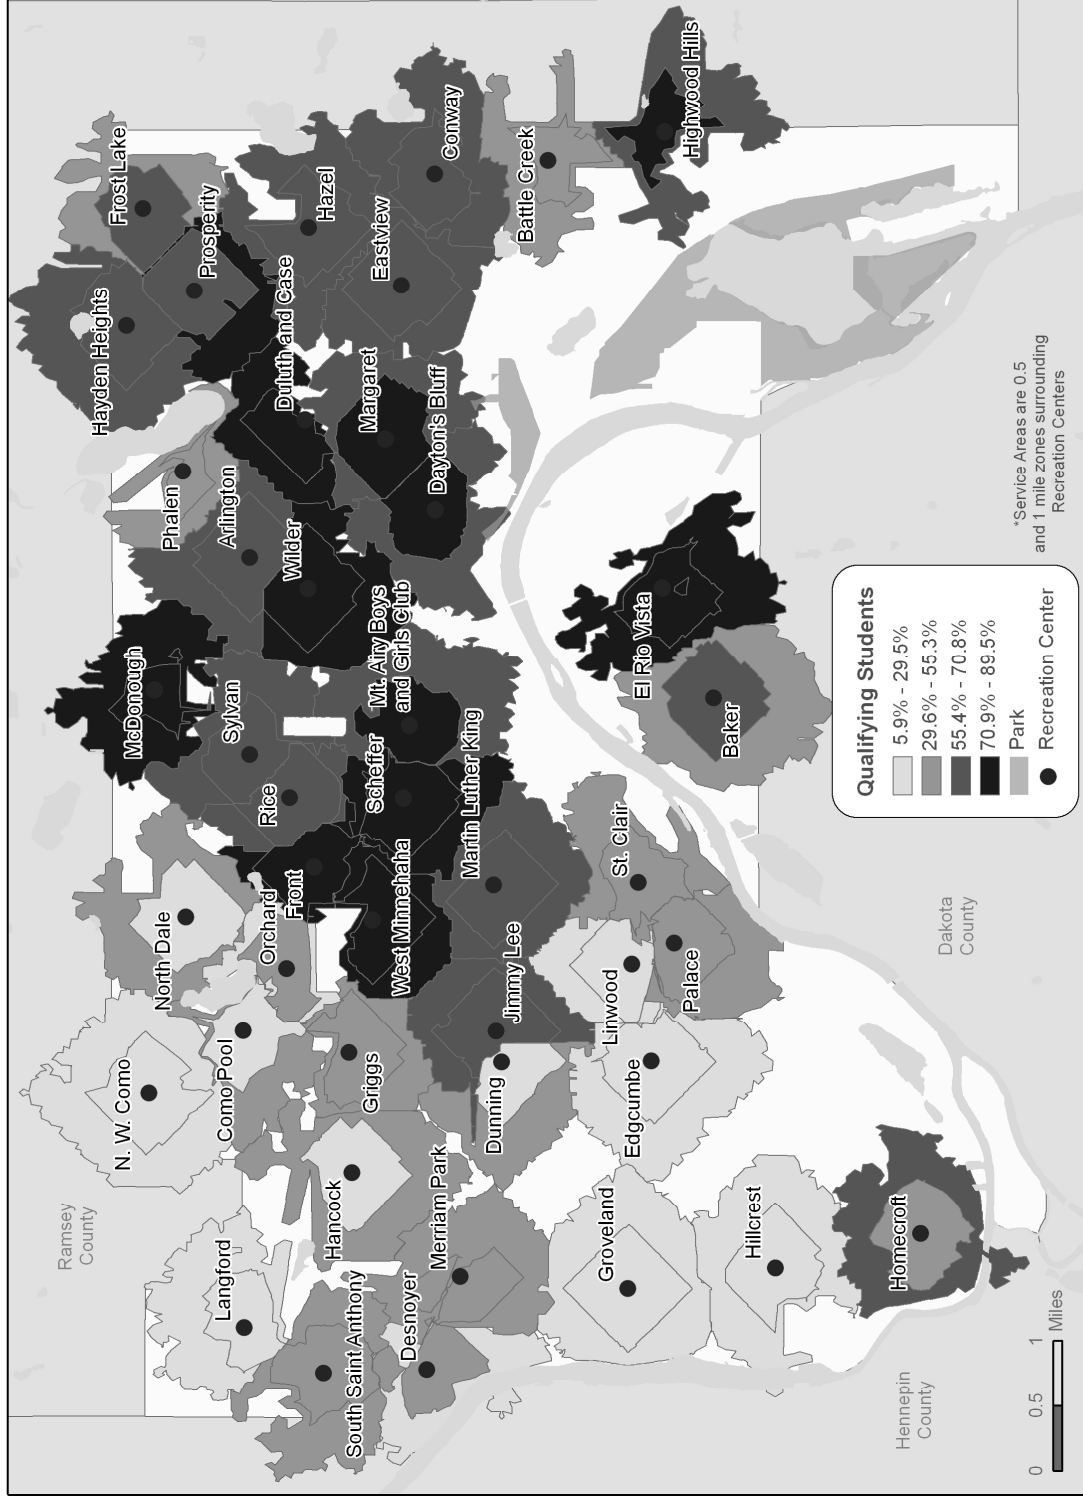 Ramsey
County
Hennepin
County
Dakota
County
Frost Lake
Hayden Heights
Prosperity
Hazel
Conway
Battle Creek
Highwood Hills
Eastview
Duluth and Case
Margaret
Dayton's Bluff
Phalen
Arlington
Wilder
McDonough
Sylvan
Rice
Mt. Airy Boys
and Girls Club
Scheffer
Martin Luther King
El Rio Vista
Baker
North Dale
Orchard
Front
West Minnehaha
St. Clair
Jimmy Lee
Linwood
Palace
N. W. Como
Como Pool
Griggs
Dunning
Edgcumbe
Langford
Hancock
Merriam Park
South Saint Anthony
Desnoyer
Groveland
Hillcrest
Homecroft
Qualifying Students
5.9% - 29.5%
29.6% - 55.3%
55.4% - 70.8%
70.9% - 89.5%
Park
Recreation Center
*Service Areas are 0.5
and 1 mile zones surrounding
Recreation Centers
0 0.5 1
Miles